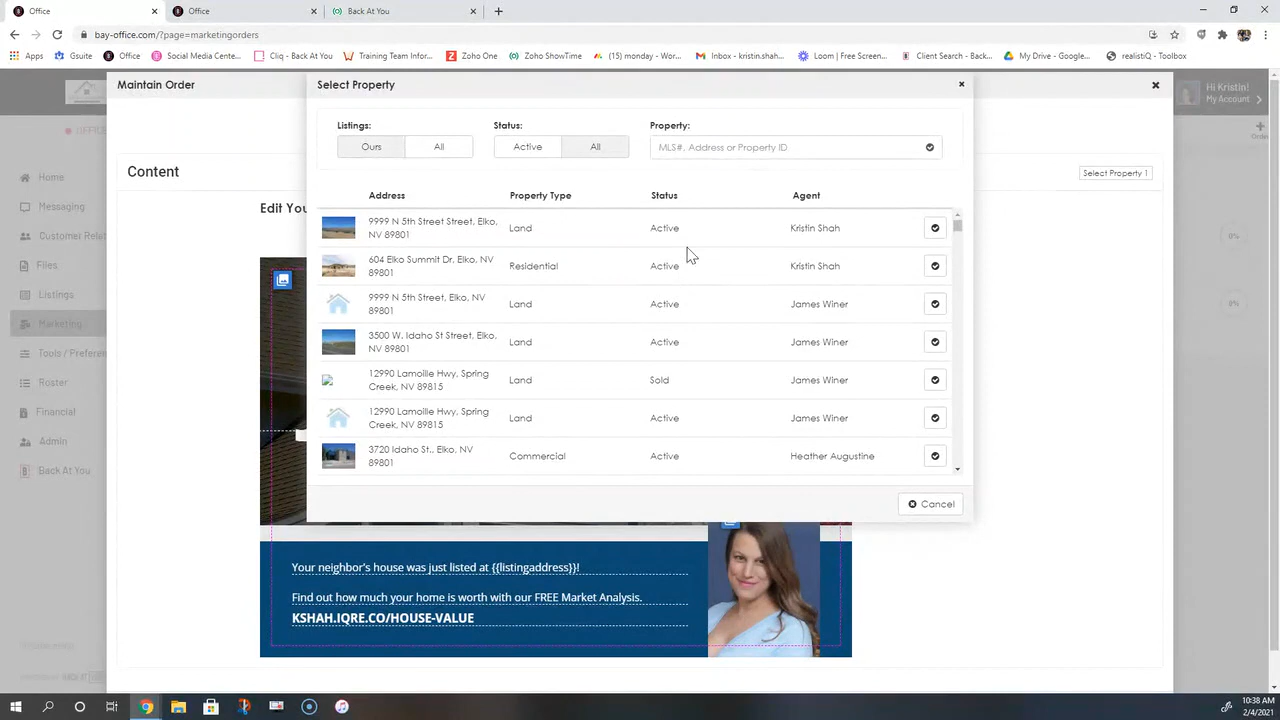 Office
Office
Back At You
bay-office.com/?page=marketingorders
Apps
Gsuite
Office
Social Media Cente...
Cliq - Back At You
Training Team Infor...
Zoho One
Zoho ShowTime
(15) monday - Wor...
Inbox - kristin.shah...
Loom | Free Screen...
Client Search - Bac...
My Drive - Google...
realistiQ - Toolbox
Maintain Order
Select Property
Hi Kristin!
My Account
Listings:
Status:
Property:
Ours
All
Active
All
MLS#, Address or Property ID
Content
Select Property 1
Home
Messaging
Customer Rela
Files
Listings
Marketing
Tools / Preferen
Roster
Financial
Admin
Back At You
Edit You
Address
Property Type
Status
Agent
9999 N 5th Street Street, Elko,
NV 89801
Land
Active
Kristin Shah
604 Elko Summit Dr, Elko, NV
89801
Residential
Active
Kristin Shah
9999 N 5th Street, Elko, NV
89801
Land
Active
James Winer
3500 W. Idaho St Street, Elko,
NV 89801
Land
Active
James Winer
12990 Lamoille Hwy, Spring
Creek, NV 89815
Land
Sold
James Winer
12990 Lamoille Hwy, Spring
Creek, NV 89815
Land
Active
James Winer
3720 Idaho St., Elko, NV
89801
Commercial
Active
Heather Augustine
Cancel
Your neighbor's house was just listed at {{listingaddress}}!
Find out how much your home is worth with our FREE Market Analysis.
KSHAH.IQRE.CO/HOUSE-VALUE
10:38 AM
2/4/2021